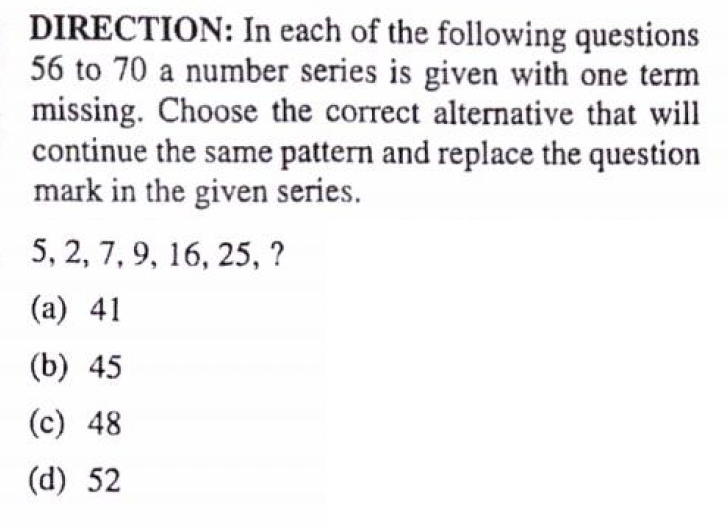 DIRECTION: In each of the following questions
56 to 70 a number series is given with one term
missing. Choose the correct alternative that will
continue the same pattern and replace the question
mark in the given series.
5, 2, 7, 9, 16, 25, ?
(a) 41
(b) 45
(c) 48
(d) 52